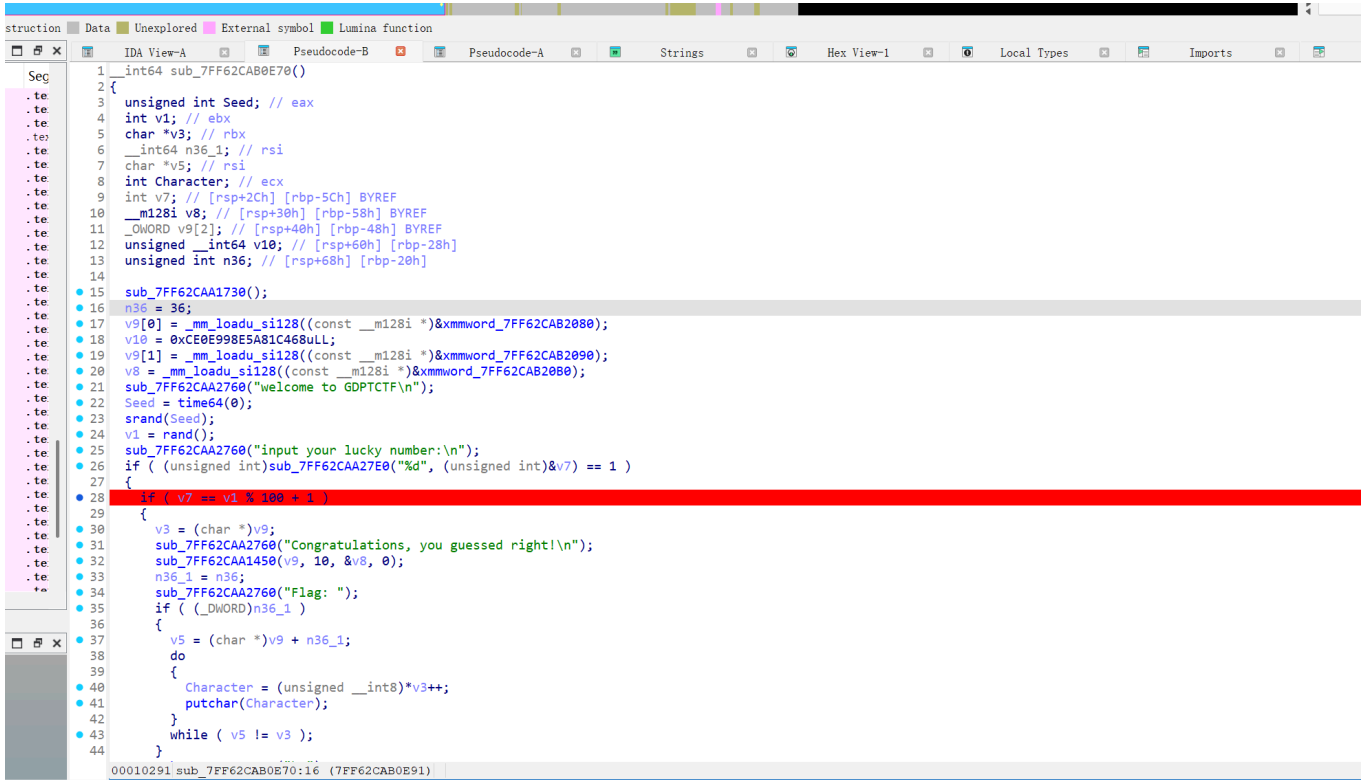 struction Data Unexplored External symbol Lumina function
IDA View-A Pseudocode-B Pseudocode-A Strings Hex View-1 Local Types Imports
Seg
1 __int64 sub_7FF62CAB0E70()
2 {
3 unsigned int Seed; // eax
4 int v1; // ebx
5 char *v3; // rbx
6 __int64 n36_1; // rsi
7 char *v5; // rsi
8 int Character; // ecx
9 int v7; // [rsp+2Ch] [rbp-5Ch] BYREF
10 __m128i v8; // [rsp+30h] [rbp-58h] BYREF
11 _OWORD v9[2]; // [rsp+40h] [rbp-48h] BYREF
12 unsigned __int64 v10; // [rsp+60h] [rbp-28h]
13 unsigned int n36; // [rsp+68h] [rbp-20h]
14
15 sub_7FF62CAA1730();
16 n36 = 36;
17 v9[0] = _mm_loadu_si128((const __m128i *)&xmmword_7FF62CAB2080);
18 v10 = 0xCE0E998E5A81C468uLL;
19 v9[1] = _mm_loadu_si128((const __m128i *)&xmmword_7FF62CAB2090);
20 v8 = _mm_loadu_si128((const __m128i *)&xmmword_7FF62CAB20B0);
21 sub_7FF62CAA2760("welcome to GDPTCTF\n");
22 Seed = time64(0);
23 srand(Seed);
24 v1 = rand();
25 sub_7FF62CAA2760("input your lucky number:\n");
26 if ( (unsigned int)sub_7FF62CAA27E0("%d", (unsigned int)&v7) == 1 )
27 {
28 if ( v7 == v1 % 100 + 1 )
29 {
30 v3 = (char *)v9;
31 sub_7FF62CAA2760("Congratulations, you guessed right!\n");
32 sub_7FF62CAA1450(v9, 10, &v8, 0);
33 n36_1 = n36;
34 sub_7FF62CAA2760("Flag: ");
35 if ( (_DWORD)n36_1 )
36 {
37 v5 = (char *)v9 + n36_1;
38 do
39 {
40 Character = (unsigned __int8)*v3++;
41 putchar(Character);
42 }
43 while ( v5 != v3 );
44 }
00010291 sub_7FF62CAB0E70:16 (7FF62CAB0E91)